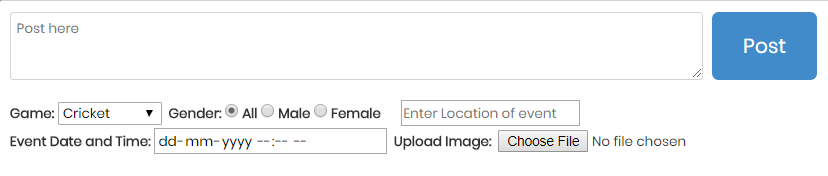 Post here
Post
Game: Cricket Gender: All Male Female Enter Location of event
Event Date and Time: dd-mm-yyyy --:-- -- Upload Image: Choose File No file chosen